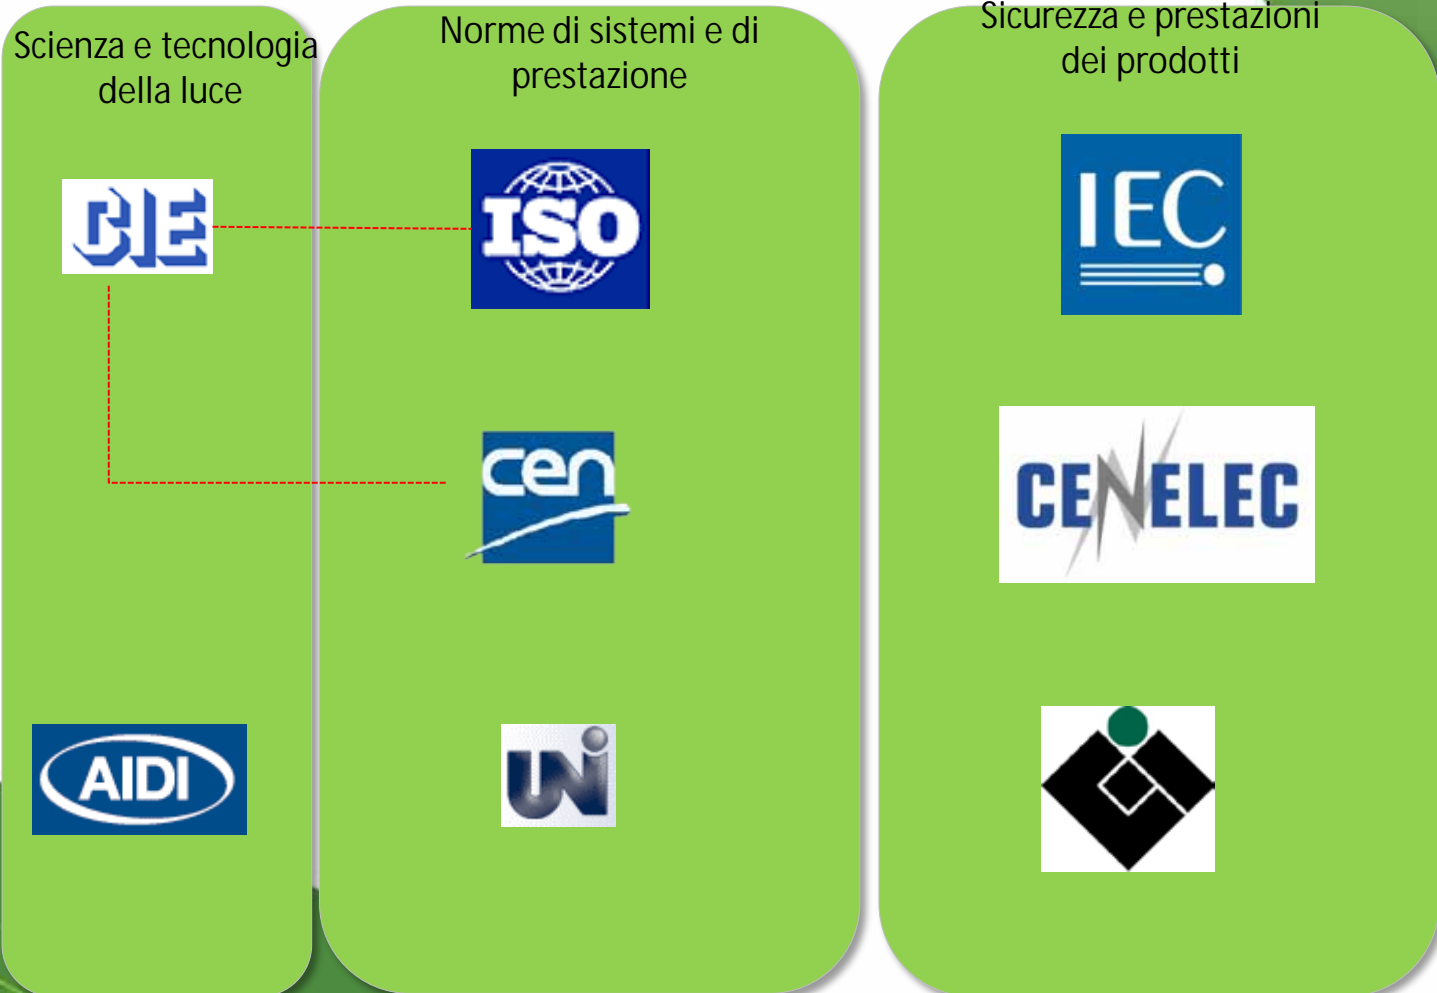 Scienza e tecnologia
della luce
Norme di sistemi e di
prestazione
Sicurezza e prestazioni
dei prodotti
CIE
ISO
IEC
cen
CENELEC
AIDI
UNI